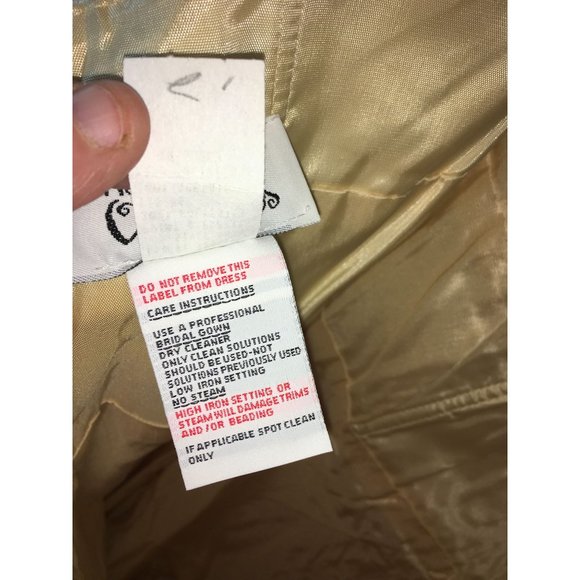 DO NOT REMOVE THIS
LABEL FROM DRESS
CARE INSTRUCTIONS
USE A PROFESSIONAL
BRIDAL GOWN
DRY CLEANER
ONLY CLEAN SOLUTIONS
SHOULD BE USED-NOT
SOLUTIONS PREVIOUSLY USED
LOW IRON SETTING
NO STEAM
HIGH IRON SETTING OR
STEAM WILL DAMAGE TRIMS
AND/OR BEADING
IF APPLICABLE SPOT CLEAN
ONLY